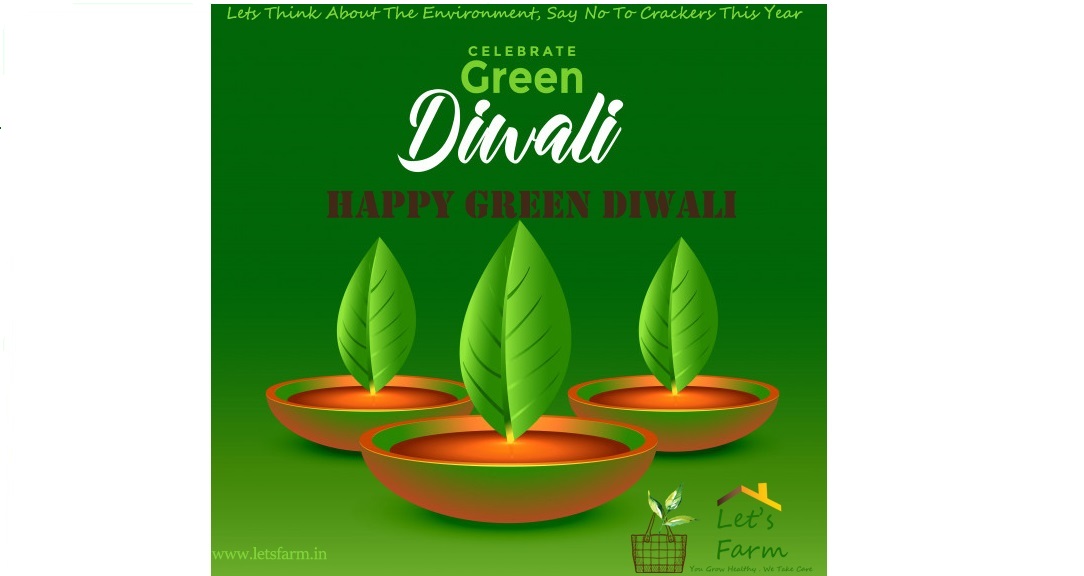 Lets Think About The Environment, Say No To Crackers This Year
CELEBRATE
Green
Diwali
HAPPY GREEN DIWALI
Let's
Farm
www.letsfarm.in
You Grow Healthy . We Take Care